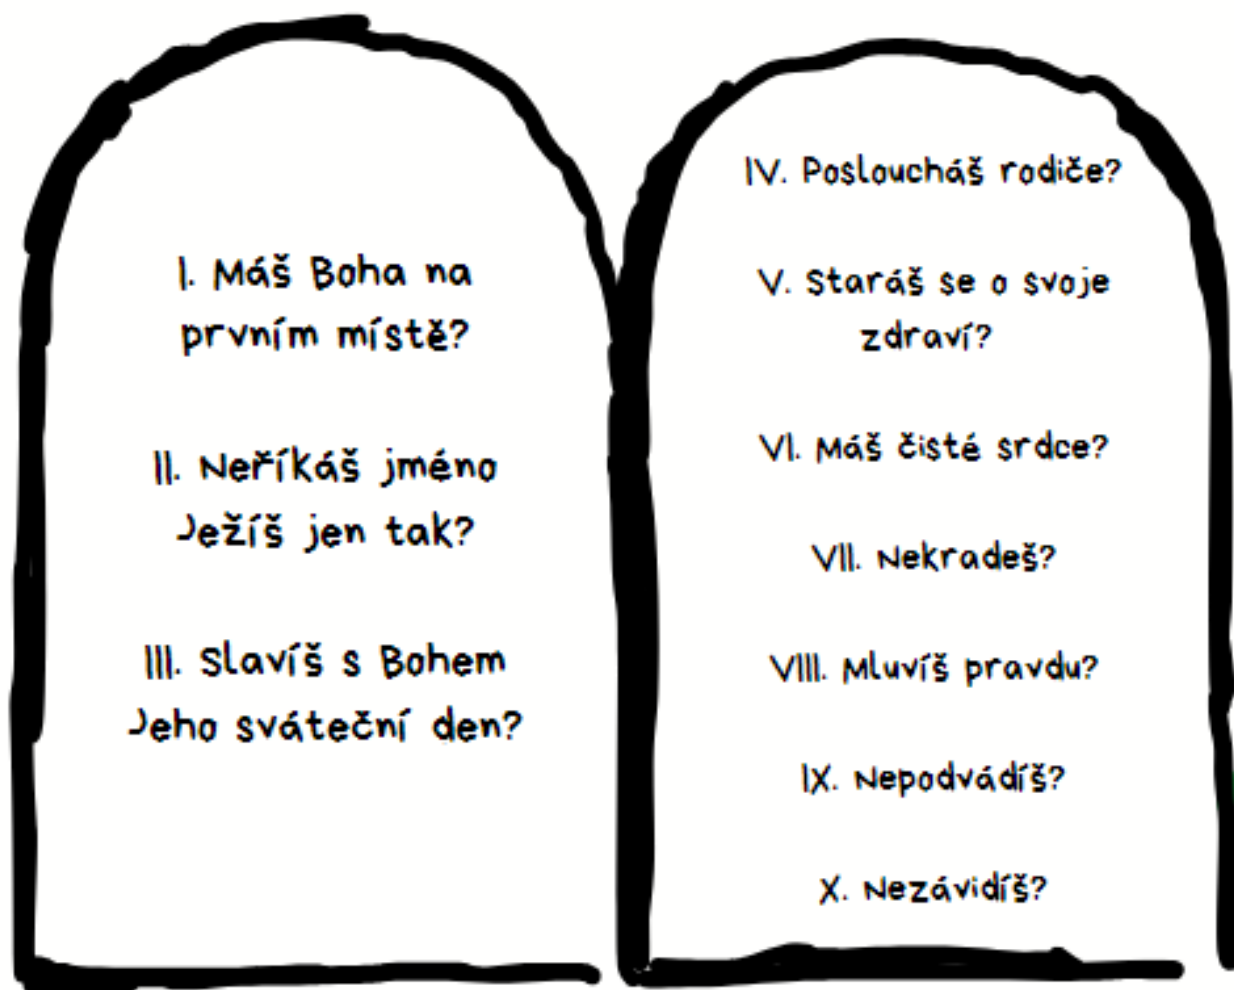 I. Máš Boha na
prvním místě?
II. Neříkáš jméno
Ježíš jen tak?
III. Slavíš s Bohem
Jeho sváteční den?
IV. Posloucháš rodiče?
V. Staráš se o svoje
zdraví?
VI. Máš čisté srdce?
VII. Nekradeš?
VIII. Mluvíš pravdu?
IX. Nepodvádíš?
X. Nezávidíš?